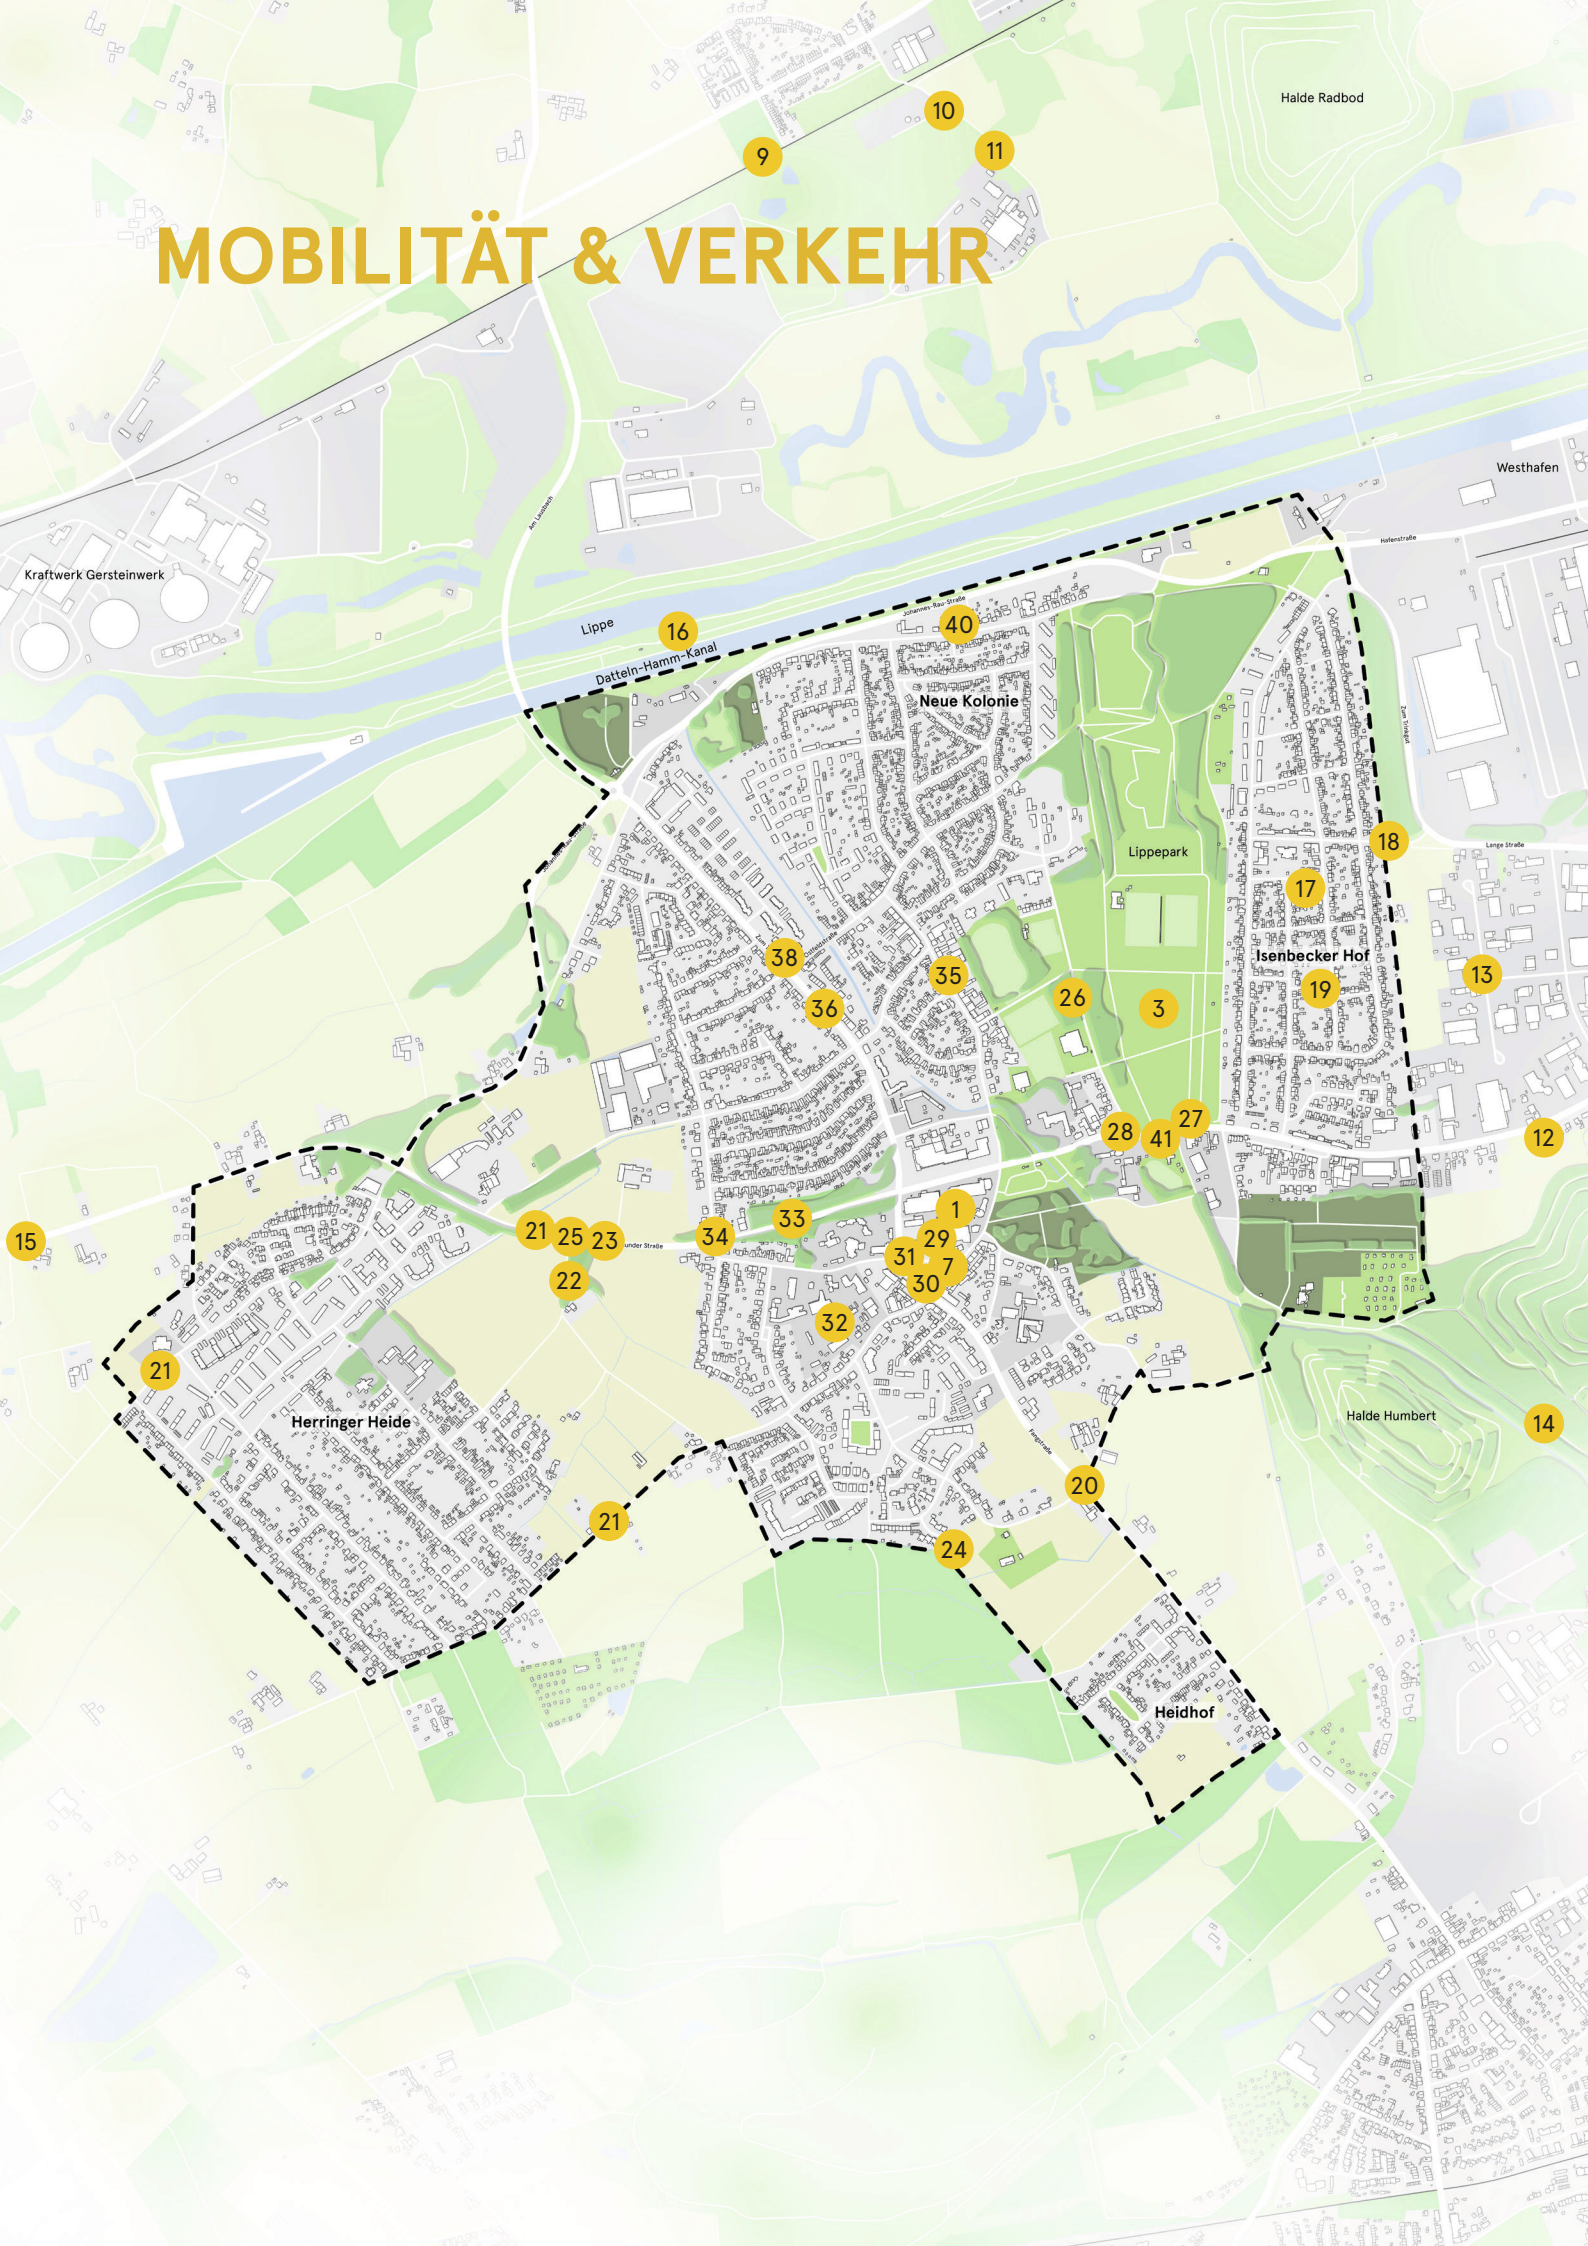 Halde Radbod
10
11
9
MOBILITÄT & VERKEHR
Westhafen
Am Lausbach
Hafenstraße
Kraftwerk Gersteinwerk
Johannes-Rau-Straße
Lippe
16
40
Datteln-Hamm-Kanal
Neue Kolonie
Zum Trinkgut
18
Lange Straße
Lippepark
17
38
Isenbecker Hof
35
13
19
26
36
3
27
28
41
12
1
33
21
25
23
under Straße
34
29
15
31
7
22
30
32
21
Halde Humbert
Herringer Heide
14
Fangstraße
20
21
24
Heidhof